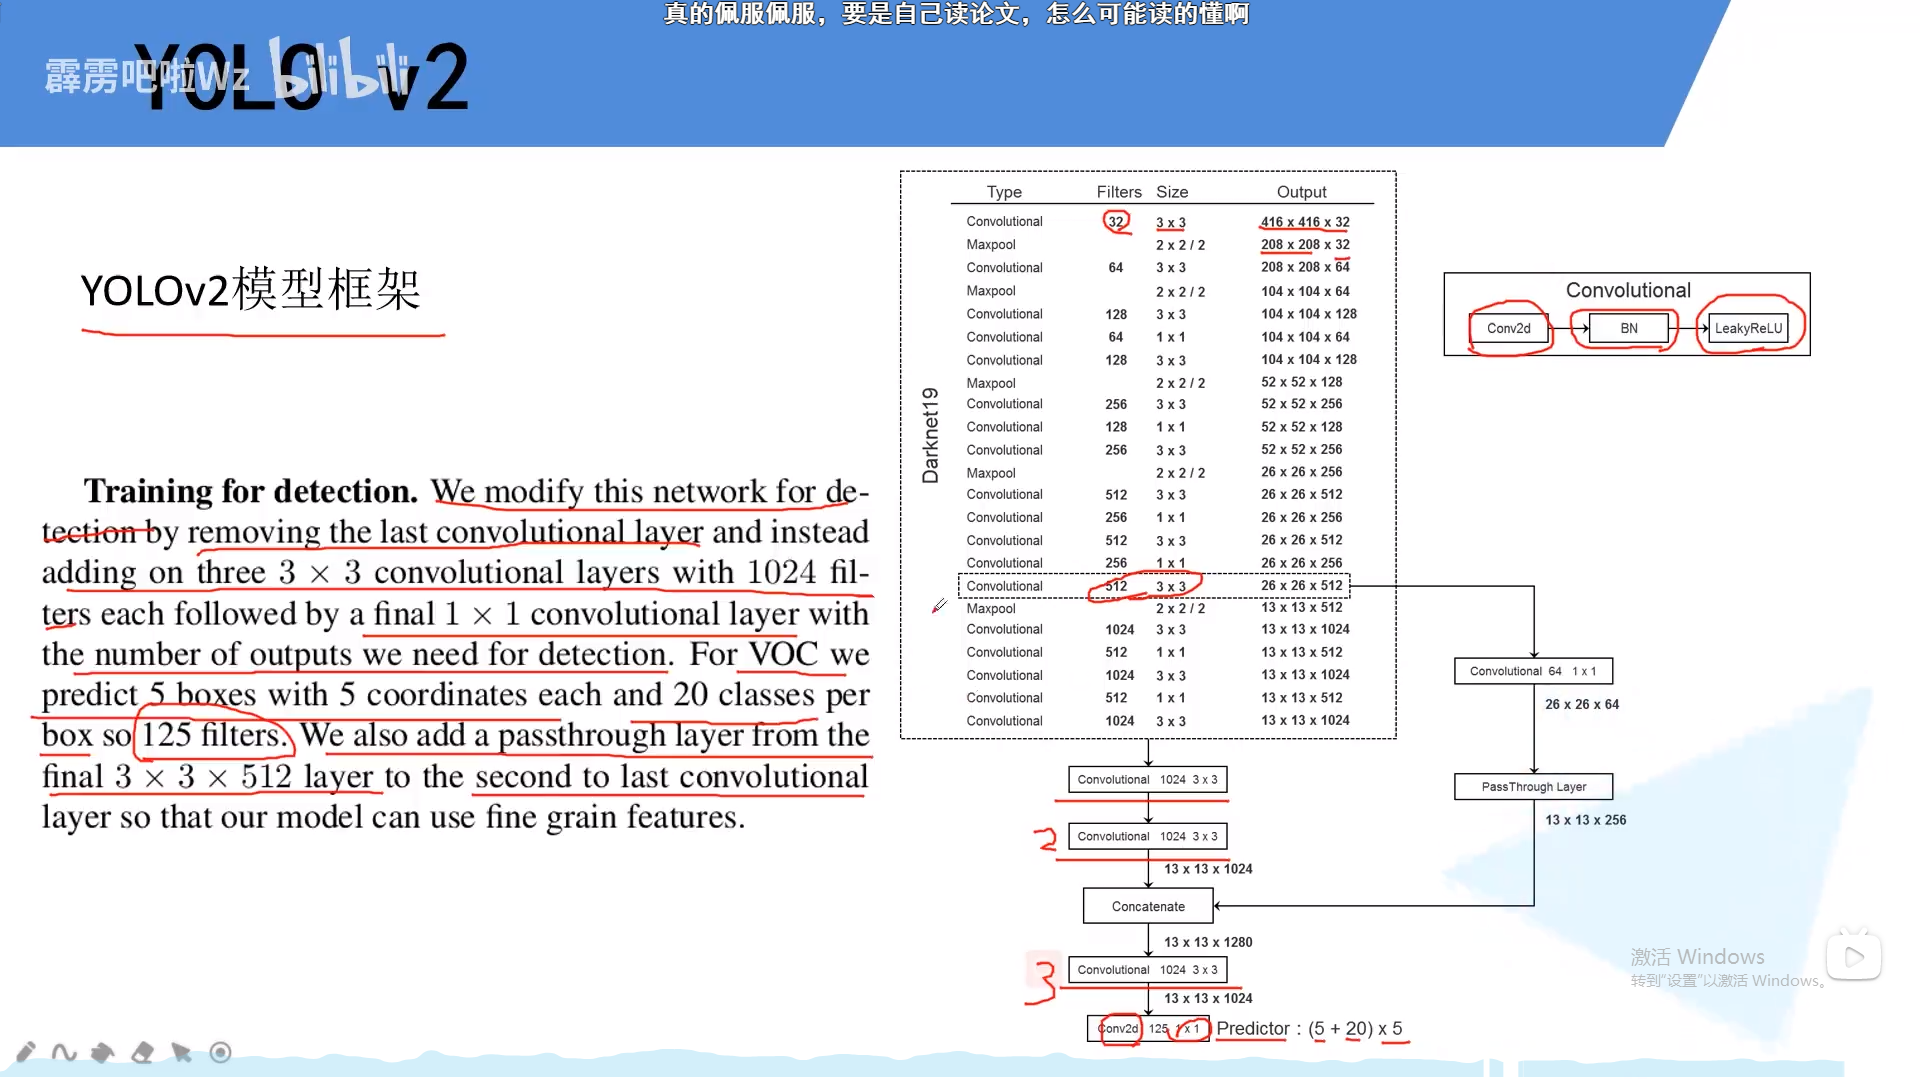 真的佩服佩服，要是自己读论文，怎么可能读的懂啊
霹雳吧啦Wz bilibili
YOLO v2
YOLOv2模型框架
Training for detection. We modify this network for de-
tection by removing the last convolutional layer and instead
adding on three 3 × 3 convolutional layers with 1024 fil-
ters each followed by a final 1 × 1 convolutional layer with
the number of outputs we need for detection. For VOC we
predict 5 boxes with 5 coordinates each and 20 classes per
box so 125 filters. We also add a passthrough layer from the
final 3 × 3 × 512 layer to the second to last convolutional
layer so that our model can use fine grain features.
Darknet19
Type Filters Size Output
Convolutional 32 3 x 3 416 x 416 x 32
Maxpool 2 x 2 / 2 208 x 208 x 32
Convolutional 64 3 x 3 208 x 208 x 64
Maxpool 2 x 2 / 2 104 x 104 x 64
Convolutional 128 3 x 3 104 x 104 x 128
Convolutional 64 1 x 1 104 x 104 x 64
Convolutional 128 3 x 3 104 x 104 x 128
Maxpool 2 x 2 / 2 52 x 52 x 128
Convolutional 256 3 x 3 52 x 52 x 256
Convolutional 128 1 x 1 52 x 52 x 128
Convolutional 256 3 x 3 52 x 52 x 256
Maxpool 2 x 2 / 2 26 x 26 x 256
Convolutional 512 3 x 3 26 x 26 x 512
Convolutional 256 1 x 1 26 x 26 x 256
Convolutional 512 3 x 3 26 x 26 x 512
Convolutional 256 1 x 1 26 x 26 x 256
Convolutional 512 3 x 3 26 x 26 x 512
Maxpool 2 x 2 / 2 13 x 13 x 512
Convolutional 1024 3 x 3 13 x 13 x 1024
Convolutional 512 1 x 1 13 x 13 x 512
Convolutional 1024 3 x 3 13 x 13 x 1024
Convolutional 512 1 x 1 13 x 13 x 512
Convolutional 1024 3 x 3 13 x 13 x 1024
Convolutional 1024 3 x 3
2 Convolutional 1024 3 x 3
13 x 13 x 1024
Concatenate
13 x 13 x 1280
3 Convolutional 1024 3 x 3
13 x 13 x 1024
Conv2d 125 1 x 1 Predictor : (5 + 20) x 5
Convolutional
Conv2d BN LeakyReLU
Convolutional 64 1 x 1
26 x 26 x 64
PassThrough Layer
13 x 13 x 256
激活 Windows
转到“设置”以激活 Windows。